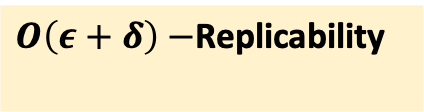 O(ϵ + δ) −Replicability